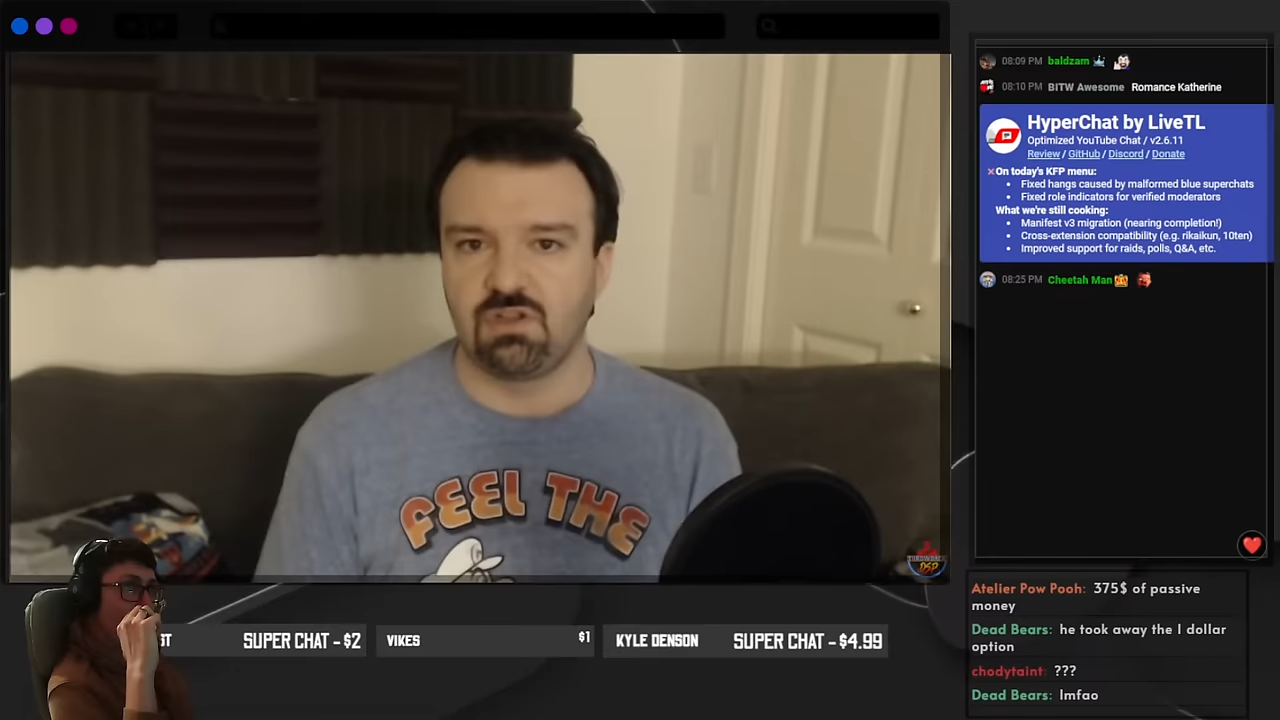 08:09 PM baldzam
08:10 PM BITW Awesome Romance Katherine
HyperChat by LiveTL
Optimized YouTube Chat / v2.6.11
Review / GitHub / Discord / Donate
On today's KFP menu:
• Fixed hangs caused by malformed blue superchats
• Fixed role indicators for verified moderators
What we're still cooking:
• Manifest v3 migration (nearing completion!)
• Cross-extension compatibility (e.g. rikaikun, 10ten)
• Improved support for raids, polls, Q&A, etc.
08:25 PM Cheetah Man
FEEL THE
DSP
SUPER CHAT - $2
VIKES $1
KYLE DENSON SUPER CHAT - $4.99
Atelier Pow Pooh: 375$ of passive
money
Dead Bears: he took away the 1 dollar
option
chodytaint: ???
Dead Bears: lmfao